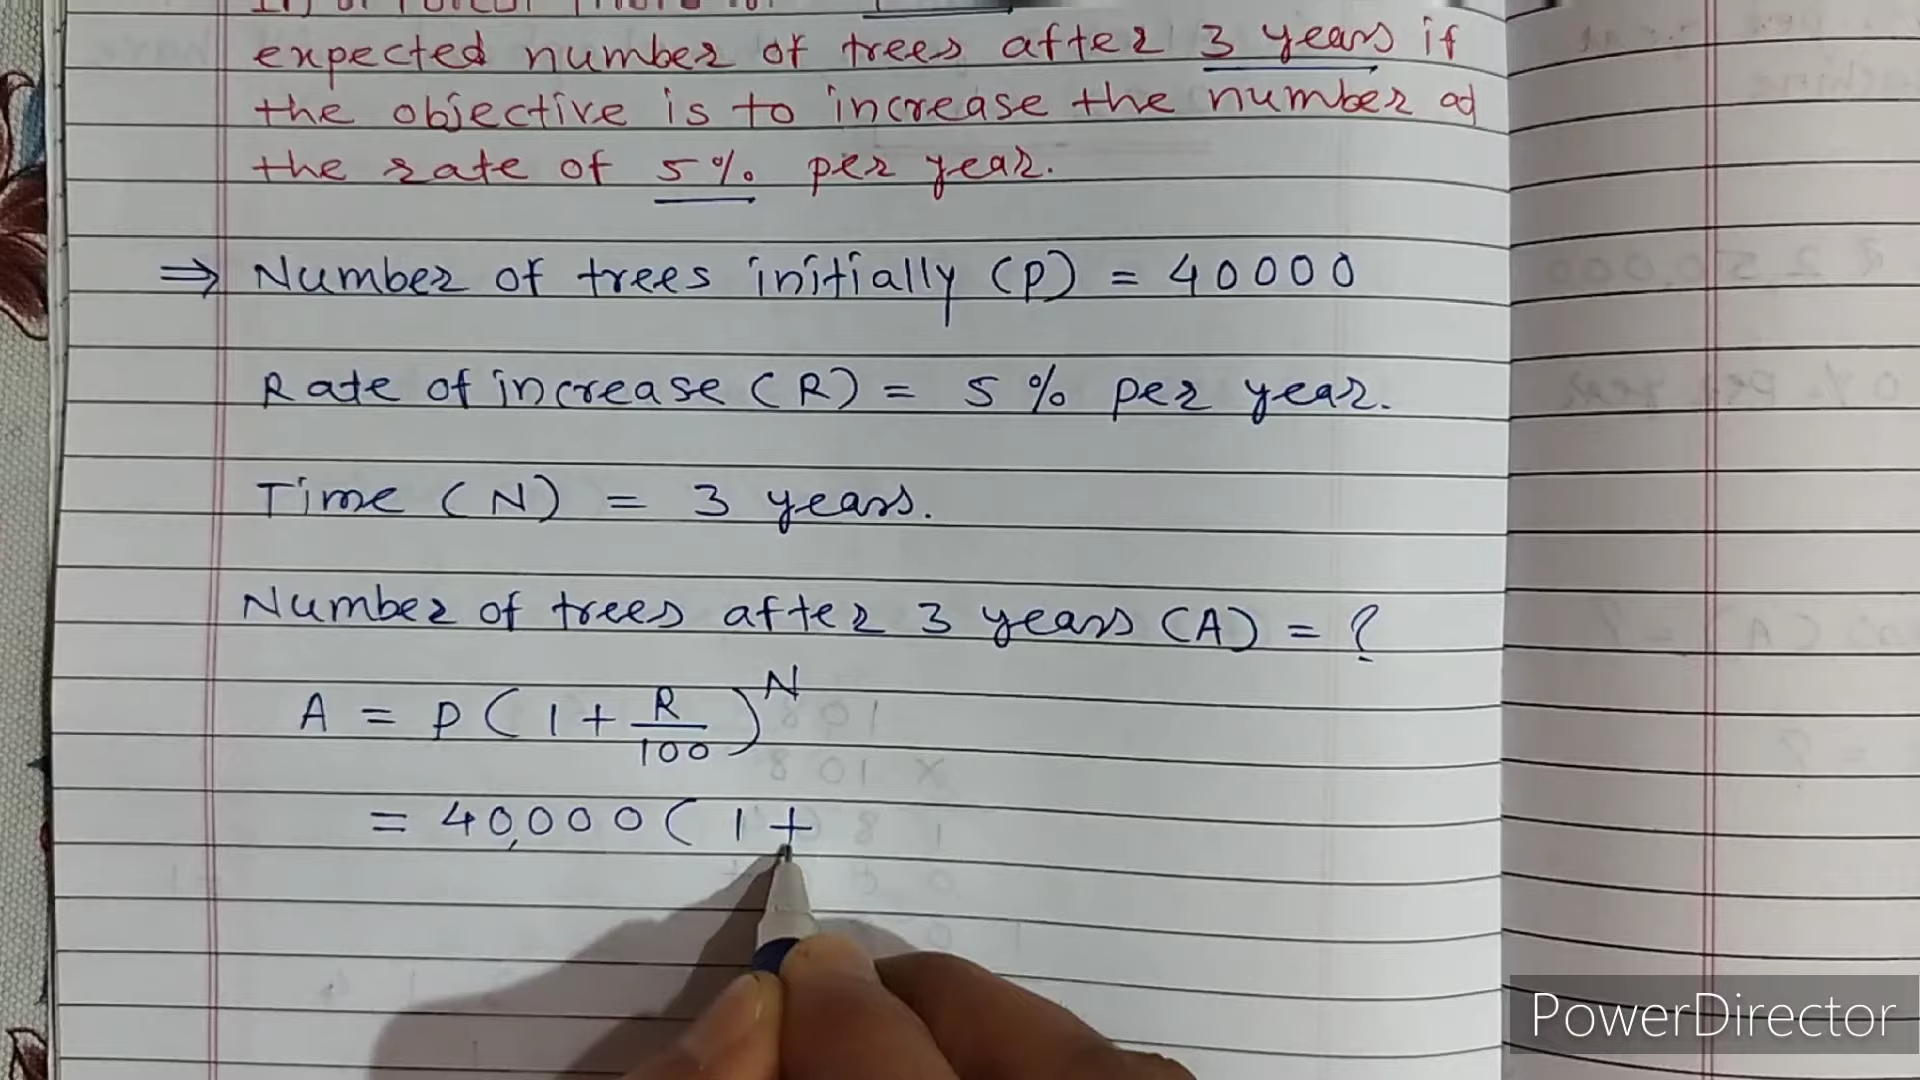 expected number of trees after 3 years if
the objective is to increase the number at
the rate of 5% per year.
⇒ Number of trees initially (P) = 40000
Rate of increase (R) = 5% per year.
Time (N) = 3 years.
Number of trees after 3 years (A) = ?
A = P ( 1 + R/100 )^N
= 40,000 ( 1 +
PowerDirector